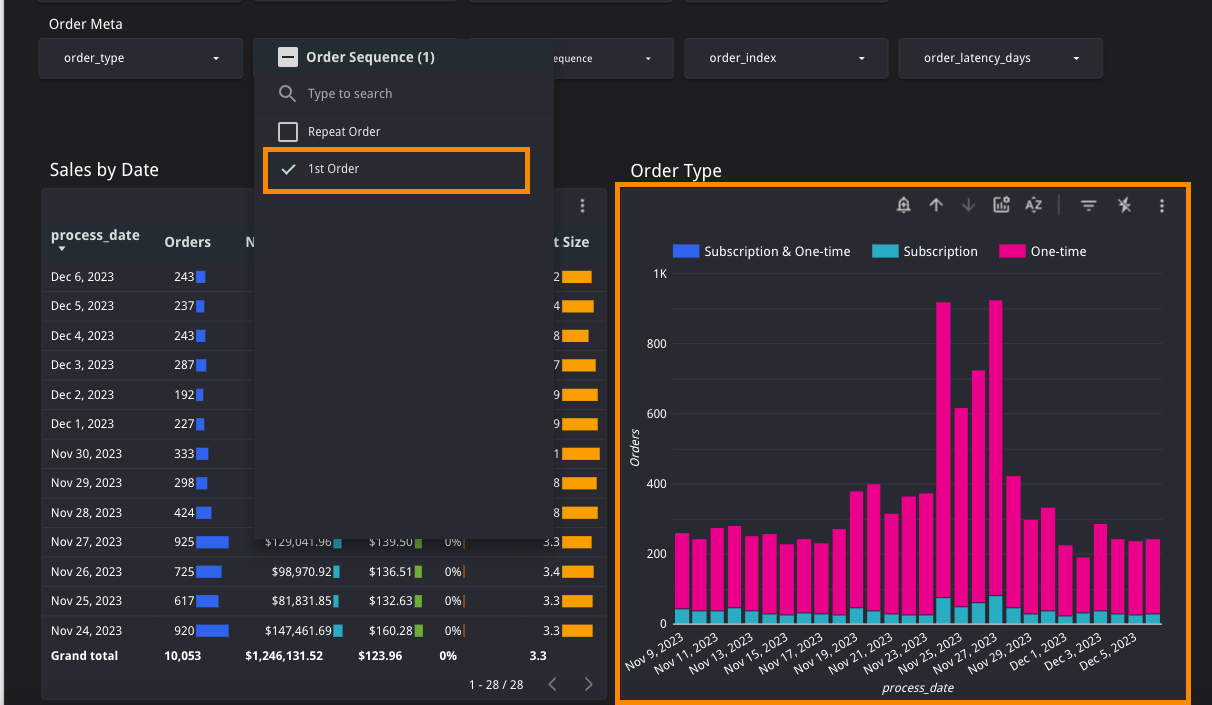 Order Meta
order_type
Order Sequence (1)
equence
order_index
order_latency_days
Type to search
Repeat Order
1st Order
Sales by Date
Order Type
process_date Orders N t Size
Dec 6, 2023 243 2
Dec 5, 2023 237 4
Dec 4, 2023 243 8
Dec 3, 2023 287 7
Dec 2, 2023 192 9
Dec 1, 2023 227 9
Nov 30, 2023 333 1
Nov 29, 2023 298 8
Nov 28, 2023 424 8
Nov 27, 2023 925 $129,041.96 $139.50 0% 3.3
Nov 26, 2023 725 $98,970.92 $136.51 0% 3.4
Nov 25, 2023 617 $81,831.85 $132.63 0% 3.3
Nov 24, 2023 920 $147,461.69 $160.28 0% 3.3
Grand total 10,053 $1,246,131.52 $123.96 0% 3.3
1 - 28 / 28
AZ
Subscription & One-time Subscription One-time
1K
800
600
400
200
0
Orders
Nov 9, 2023
Nov 11, 2023
Nov 13, 2023
Nov 15, 2023
Nov 17, 2023
Nov 19, 2023
Nov 21, 2023
Nov 23, 2023
Nov 25, 2023
Nov 27, 2023
Nov 29, 2023
Dec 1, 2023
Dec 3, 2023
Dec 5, 2023
process_date